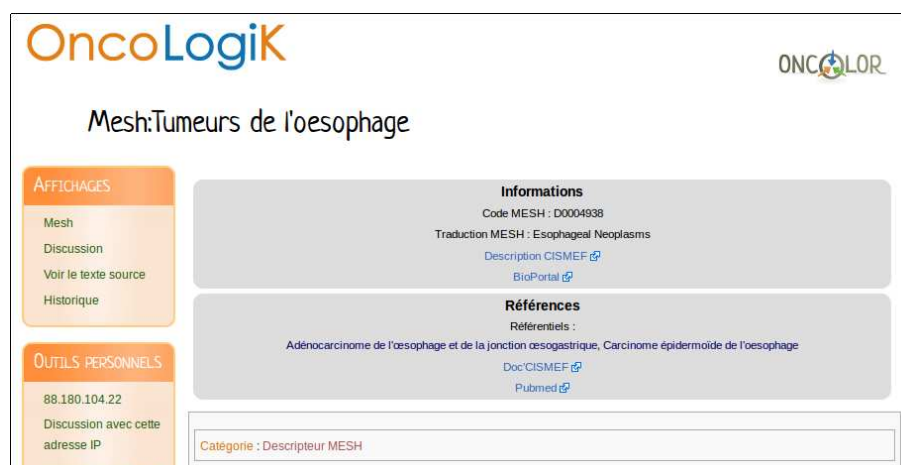 OncoLogiK
ONCOLOR
Mesh:Tumeurs de l'oesophage
Affichages
Mesh
Discussion
Voir le texte source
Historique
Outils personnels
88.180.104.22
Discussion avec cette
adresse IP
Informations
Code MESH : D0004938
Traduction MESH : Esophageal Neoplasms
Description CISMEF
BioPortal
Références
Référentiels :
Adénocarcinome de l'œsophage et de la jonction œsogastrique, Carcinome épidermoïde de l'oesophage
Doc'CISMEF
Pubmed
Catégorie : Descripteur MESH